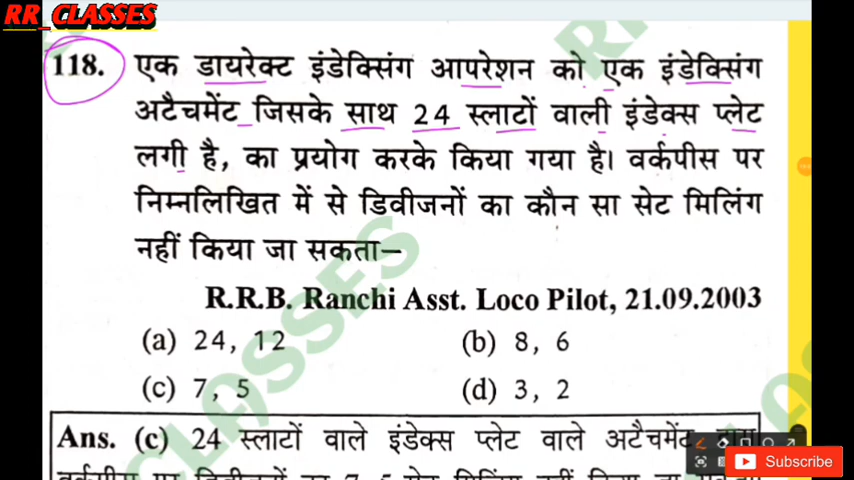 RR_CLASSES
118. एक डायरेक्ट इंडेक्सिंग आपरेशन को एक इंडेक्सिंग
अटैचमेंट जिसके साथ 24 स्लाटों वाली इंडेक्स प्लेट
लगी है, का प्रयोग करके किया गया है। वर्कपीस पर
निम्नलिखित में से डिवीजनों का कौन सा सेट मिलिंग
नहीं किया जा सकता–
R.R.B. Ranchi Asst. Loco Pilot, 21.09.2003
(a) 24, 12 (b) 8, 6
(c) 7, 5 (d) 3, 2
Ans. (c) 24 स्लाटों वाले इंडेक्स प्लेट वाले अटैचमेंट
Subscribe
CLASSES